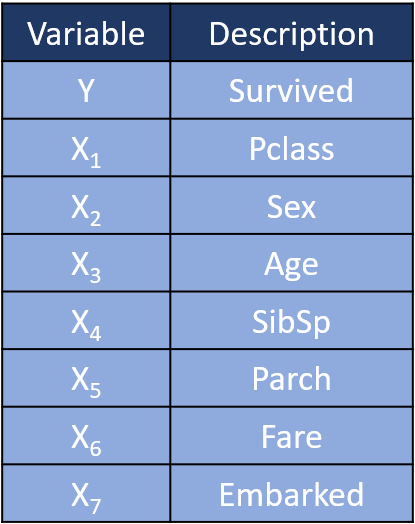 Variable Description
Y Survived
X₁ Pclass
X₂ Sex
X₃ Age
X₄ SibSp
X₅ Parch
X₆ Fare
X₇ Embarked